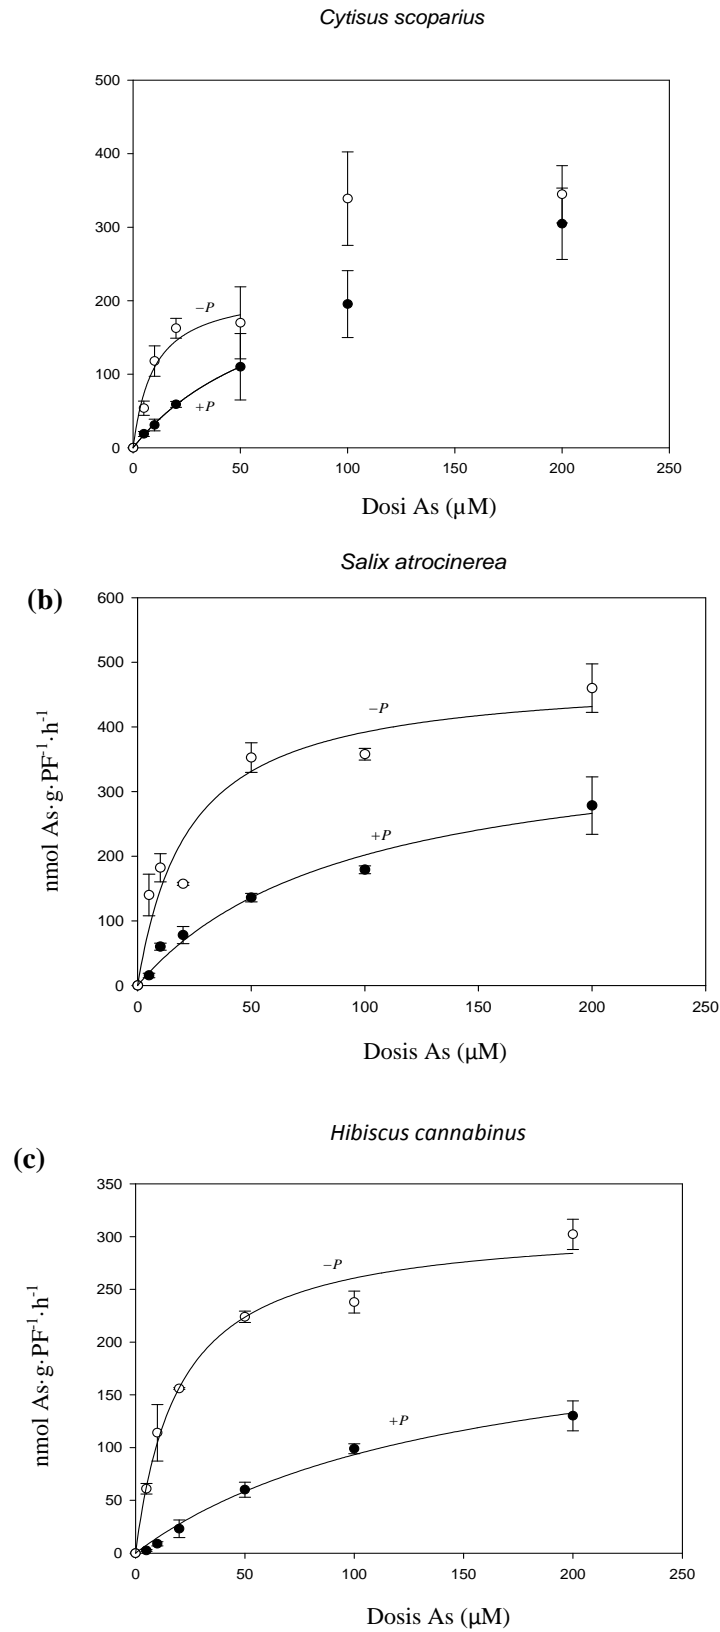 Cytisus scoparius
500
400
300
200
100
0
−P
+P
0 50 100 150 200 250
Dosi As (µM)
Salix atrocinerea
(b)
600
500
400
300
200
100
0
−P
+P
nmol As·g·PF⁻¹·h⁻¹
0 50 100 150 200 250
Dosis As (µM)
Hibiscus cannabinus
(c)
350
300
250
200
150
100
50
0
−P
+P
nmol As·g·PF⁻¹·h⁻¹
0 50 100 150 200 250
Dosis As (µM)